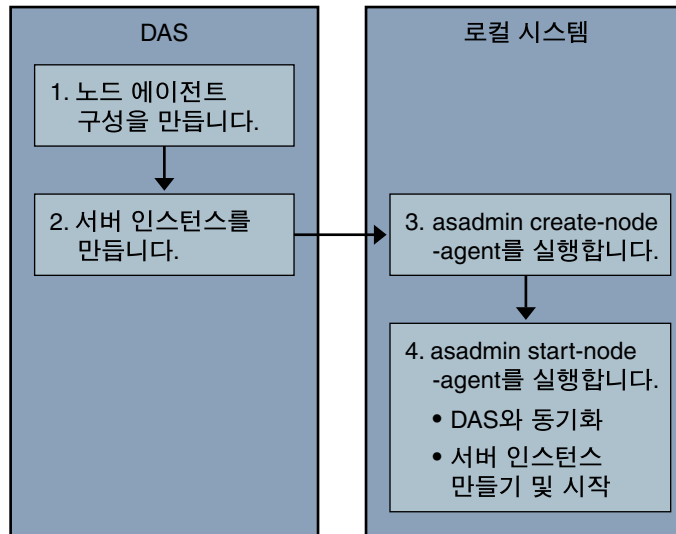 DAS
1. 노드 에이전트
구성을 만듭니다.
2. 서버 인스턴스를
만듭니다.
로컬 시스템
3. asadmin create-node
-agent를 실행합니다.
4. asadmin start-node
-agent를 실행합니다.
• DAS와 동기화
• 서버 인스턴스
만들기 및 시작